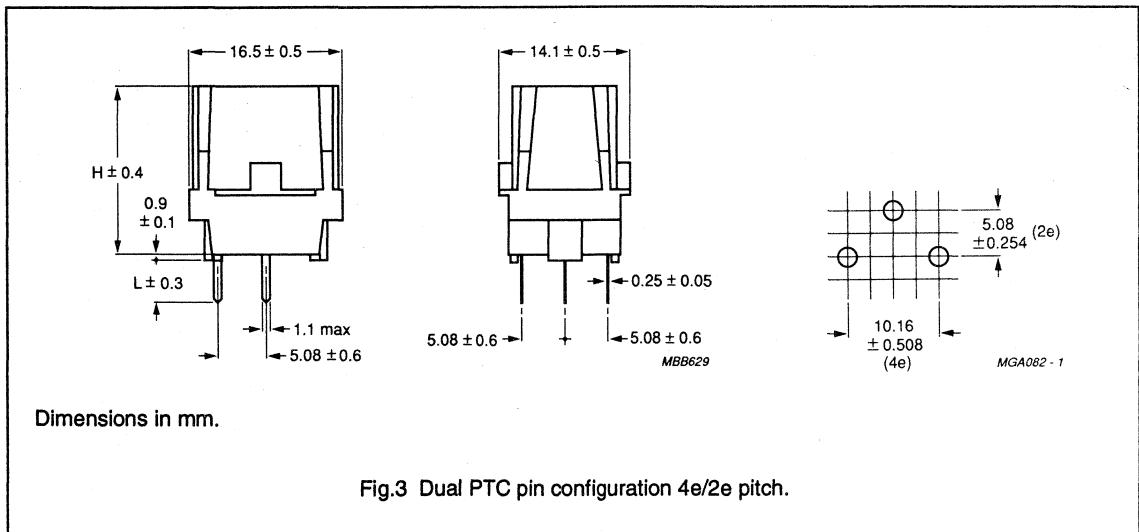 16.5 ± 0.5
14.1 ± 0.5
H ± 0.4
0.9
± 0.1
L ± 0.3
1.1 max
5.08 ± 0.6
0.25 ± 0.05
5.08 ± 0.6
5.08 ± 0.6
MBB629
5.08
±0.254
(2e)
10.16
± 0.508
(4e)
MGA082 - 1
Dimensions in mm.
Fig.3 Dual PTC pin configuration 4e/2e pitch.